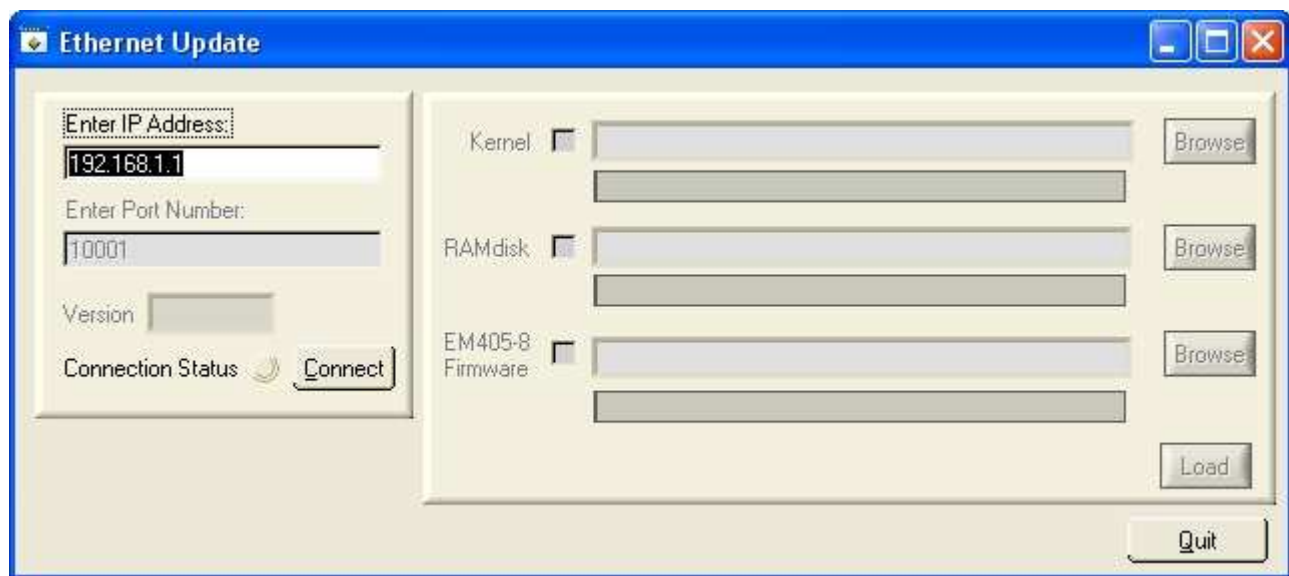 Ethernet Update
Enter IP Address:
192.168.1.1
Enter Port Number:
10001
Version
Connection Status
Connect
Kernel
Browse
RAMdisk
Browse
EM405-8
Firmware
Browse
Load
Quit